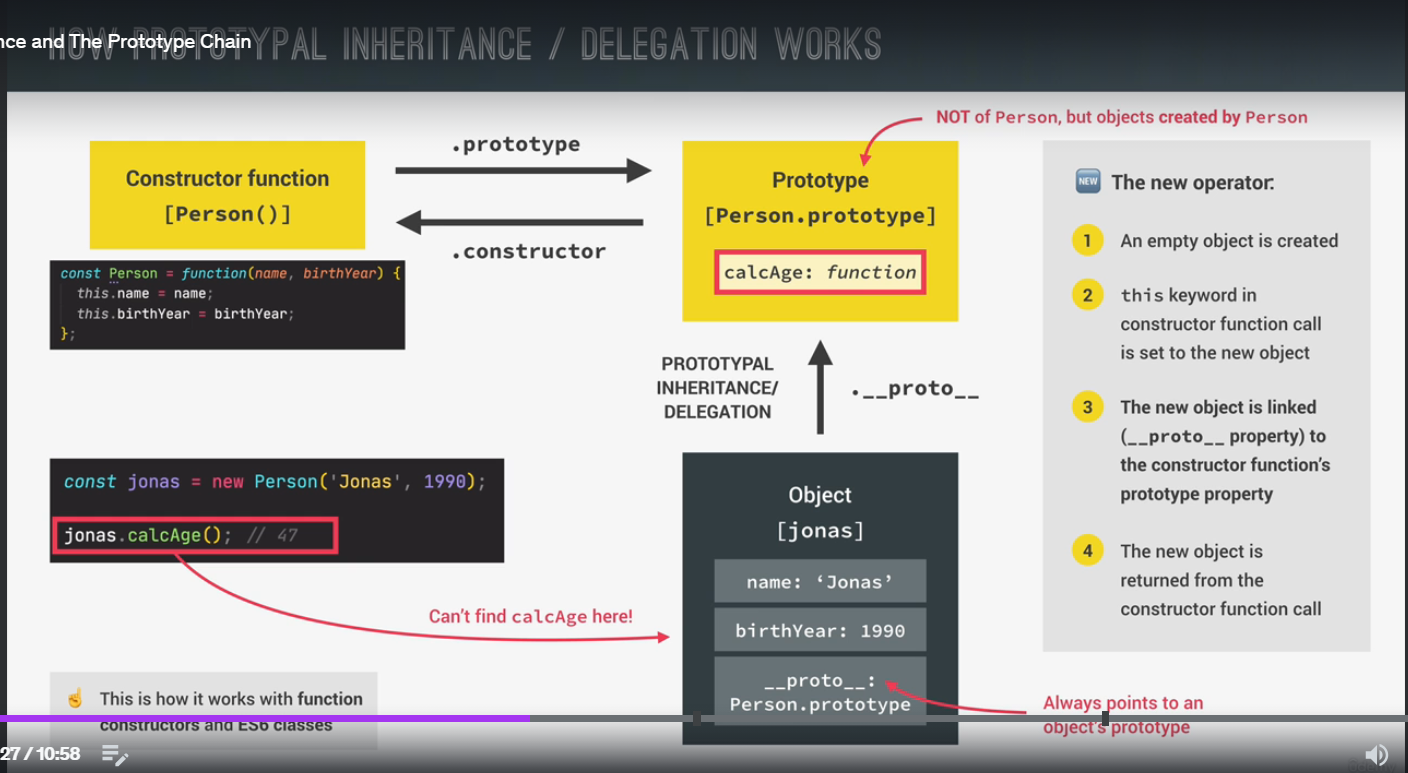 nce and The Prototype Chain
HOW PROTOTYPAL INHERITANCE / DELEGATION WORKS
NOT of Person, but objects created by Person
.prototype
Constructor function
[Person()]
.constructor
Prototype
[Person.prototype]
calcAge: function
const Person = function(name, birthYear) {
this.name = name;
this.birthYear = birthYear;
};
PROTOTYPAL
INHERITANCE/
DELEGATION
.__proto__
const jonas = new Person('Jonas', 1990);
jonas.calcAge(); // 47
Can't find calcAge here!
Object
[jonas]
name: ‘Jonas’
birthYear: 1990
__proto__:
Person.prototype
Always points to an
object's prototype
NEW The new operator:
1 An empty object is created
2 this keyword in
constructor function call
is set to the new object
3 The new object is linked
(__proto__ property) to
the constructor function's
prototype property
4 The new object is
returned from the
constructor function call
☝ This is how it works with function
constructors and ES6 classes
27 / 10:58